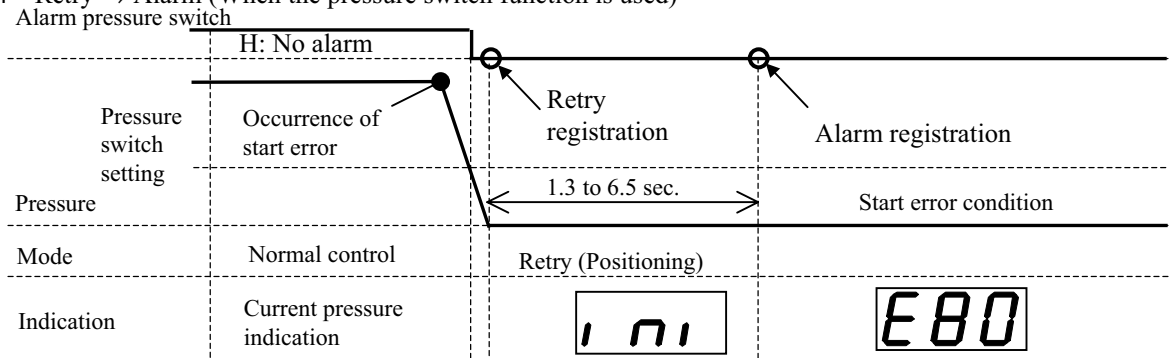 Retry → Alarm (When the pressure switch function is used)
Alarm pressure switch
H: No alarm
Pressure
switch
setting
Occurrence of
start error
Retry
registration
Alarm registration
1.3 to 6.5 sec.
Pressure
Start error condition
Mode
Normal control
Retry (Positioning)
Indication
Current pressure
indication
ini
E80